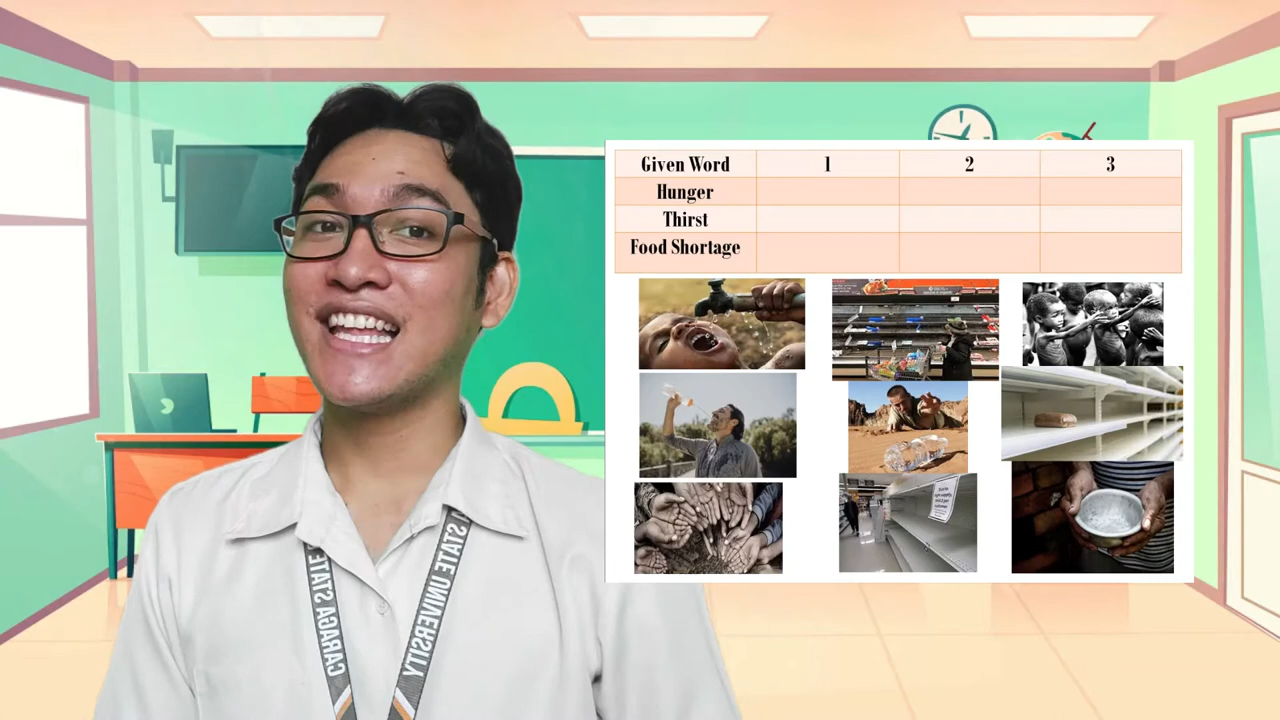 Given Word 1 2 3
Hunger
Thirst
Food Shortage
CARAGA STATE
STATE UNIVERSITY